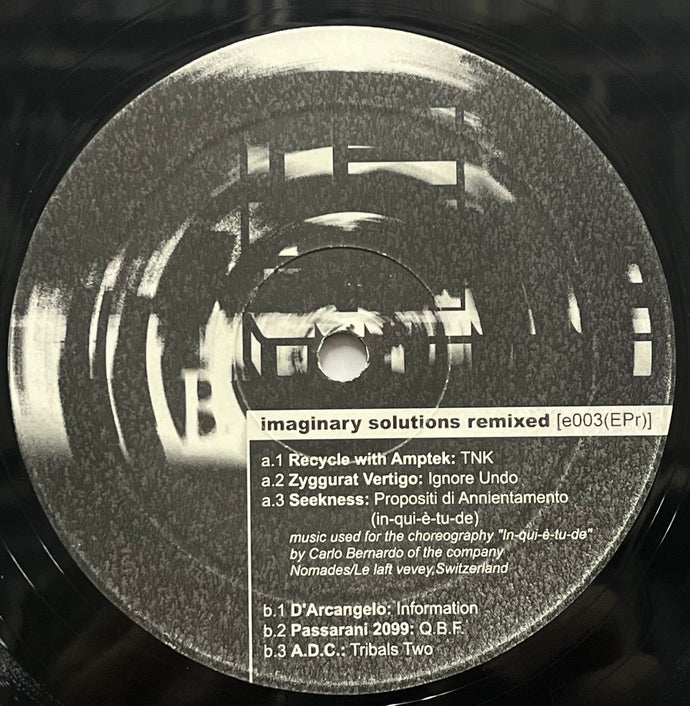 B
imaginary solutions remixed [e003(EPr)]
a.1 Recycle with Amptek: TNK
a.2 Zyggurat Vertigo: Ignore Undo
a.3 Seekness: Propositi di Annientamento
(in-qui-è-tu-de)
music used for the choreography "In-qui-è-tu-de"
by Carlo Bernardo of the company
Nomades/Le laft vevey,Switzerland
b.1 D'Arcangelo: Information
b.2 Passarani 2099: Q.B.F.
b.3 A.D.C.: Tribals Two